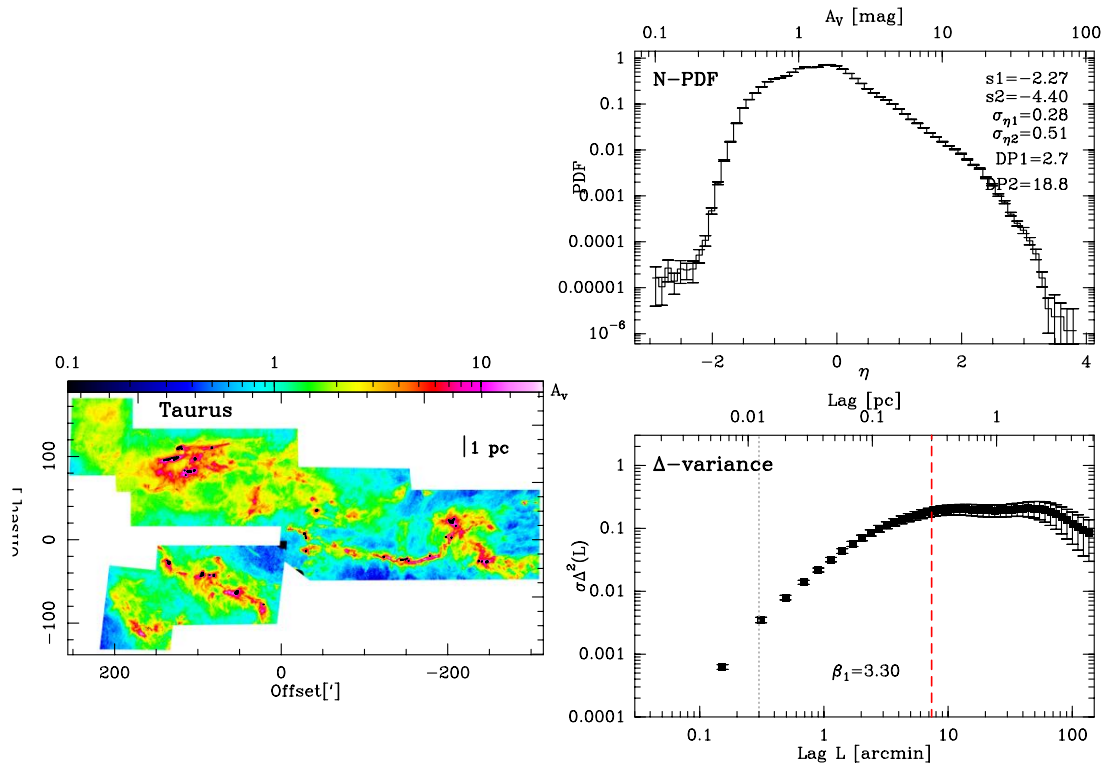 A_V [mag]
0.1 1 10 100
N-PDF
s1=-2.27
s2=-4.40
σ_η1=0.28
σ_η2=0.51
DP1=2.7
DP2=18.8
PDF
1
0.1
0.01
0.001
0.0001
0.00001
10^-6
-2 0 2 4
η
0.1 1 10
A_v
Taurus
1 pc
100
0
-100
200 0 -200
Offset[']
Lag [pc]
0.01 0.1 1
Δ-variance
σΔ²(L)
1
0.1
0.01
0.001
0.0001
β_1=3.30
0.1 1 10 100
Lag L [arcmin]